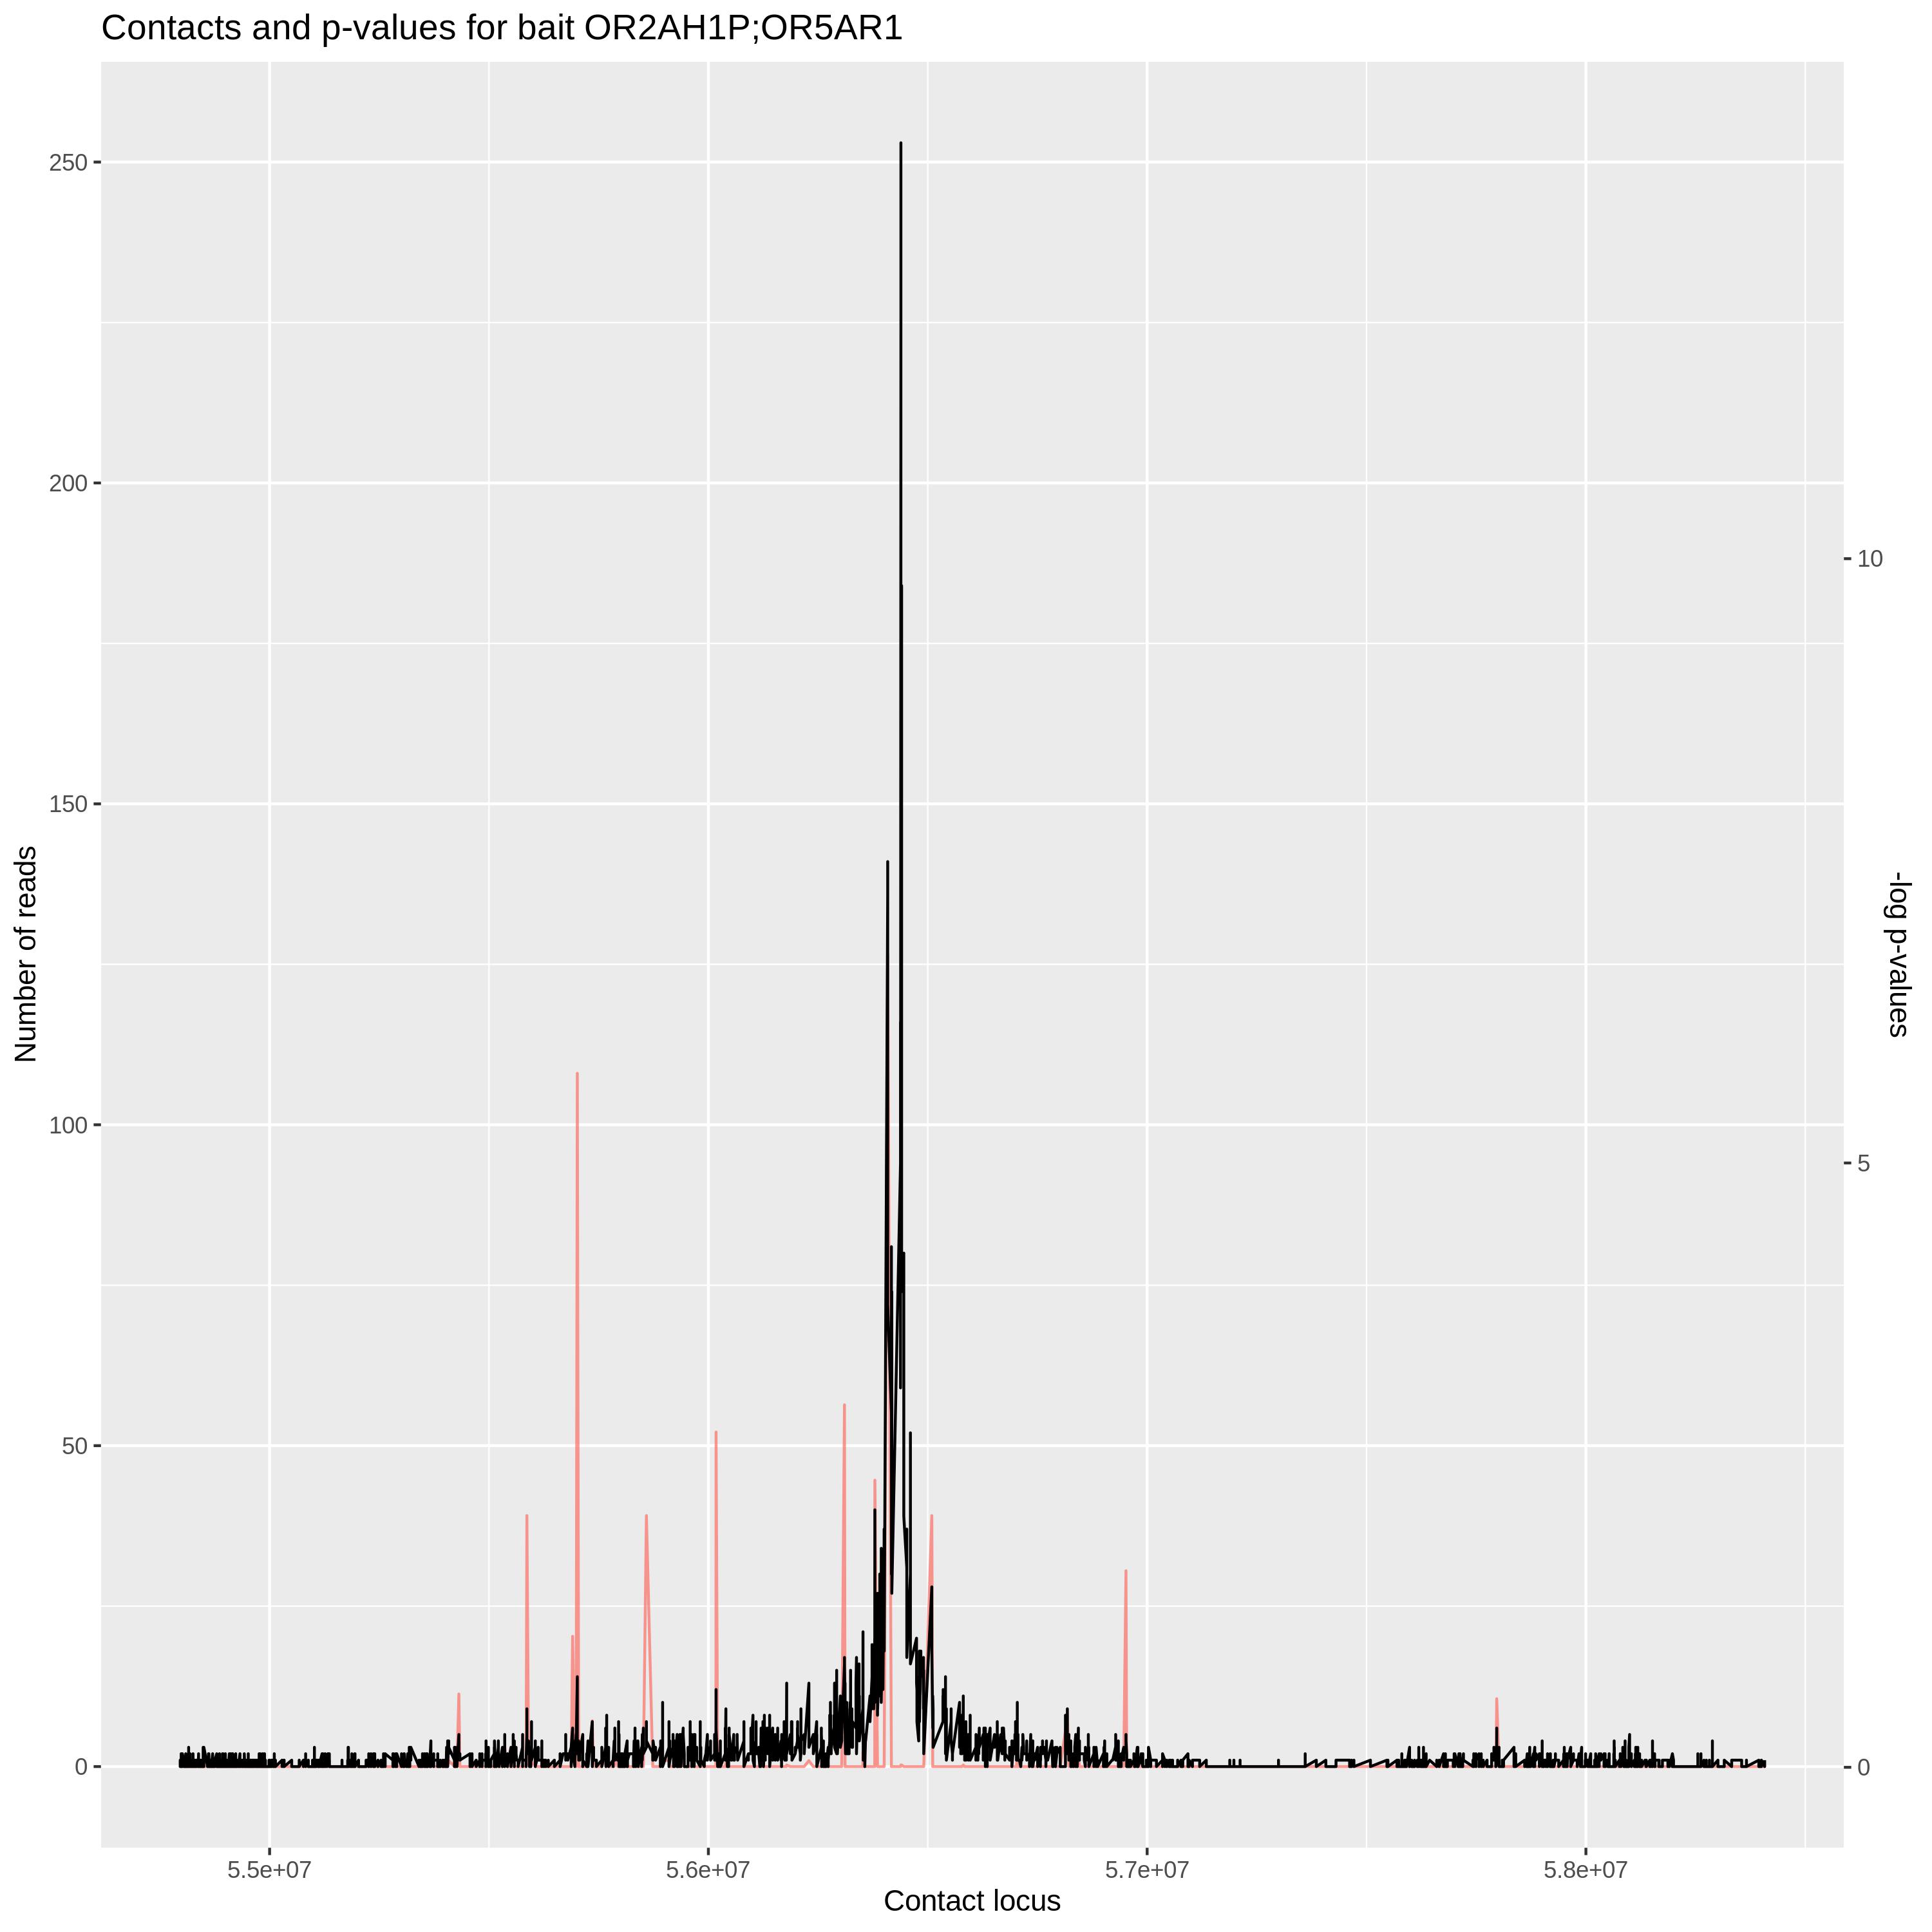 Contacts and p-values for bait OR2AH1P;OR5AR1
250
200
150
100
50
0
Number of reads
10
5
0
-log p-values
5.5e+07
5.6e+07
5.7e+07
5.8e+07
Contact locus